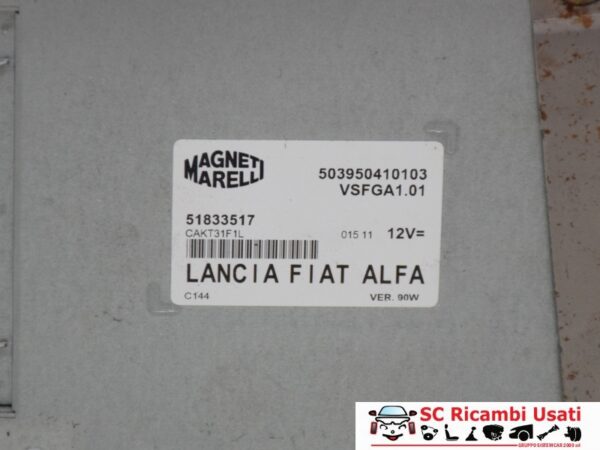 MAGNETI
MARELLI
503950410103
VSFGA1.01
51833517
CAKT31F1L
015 11 12V=
LANCIA FIAT ALFA
C144
VER. 90W
SC Ricambi Usati